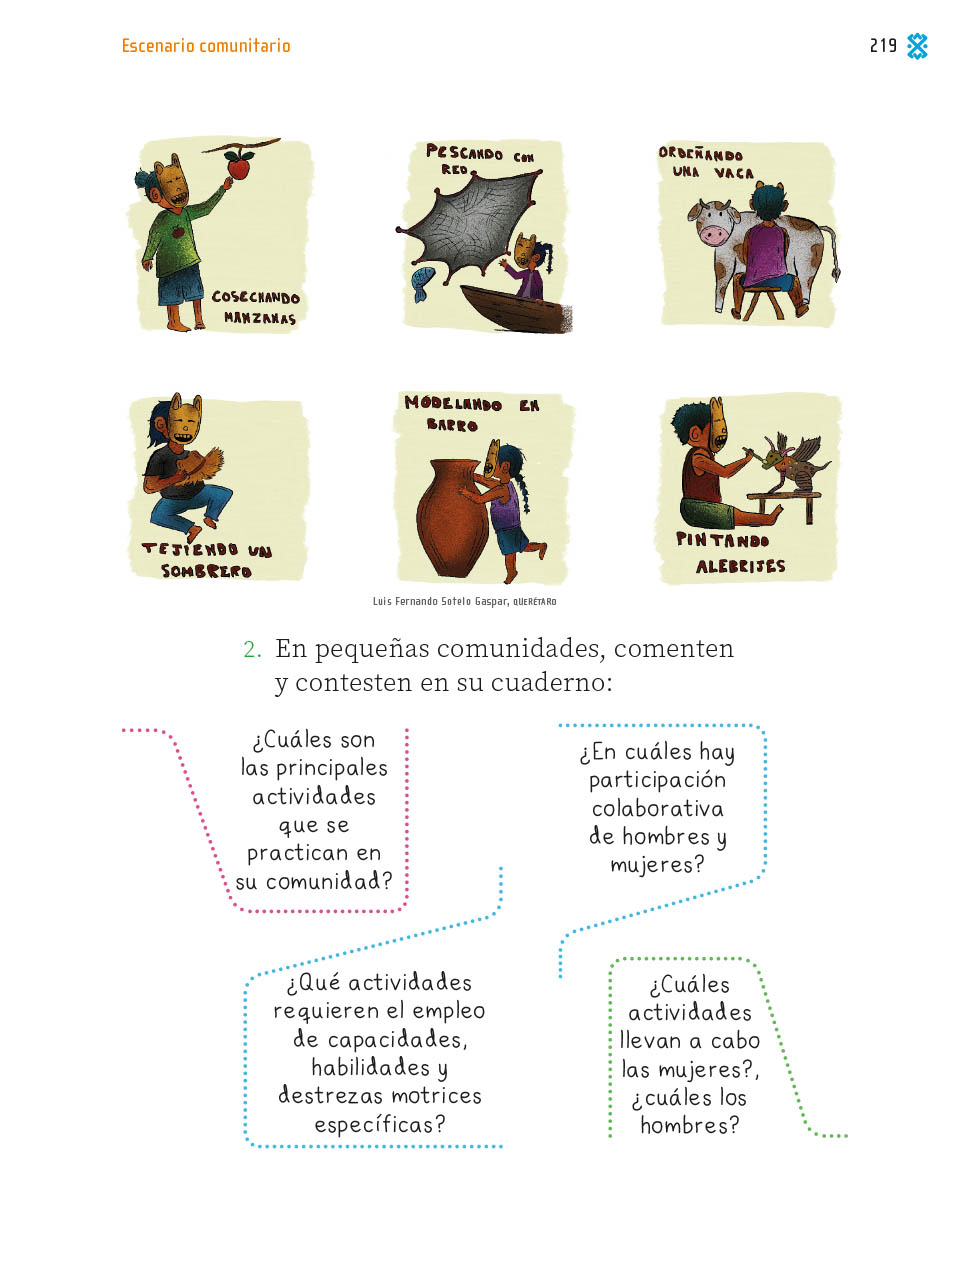 Escenario comunitario
219
COSECHANDO
MANZANAS
PESCANDO CON
RED
ORDEÑANDO
UNA VACA
TEJIENDO UN
SOMBRERO
MODELANDO EN
BARRO
PINTANDO
ALEBRIJES
Luis Fernando Sotelo Gaspar, QUERÉTARO
2. En pequeñas comunidades, comenten
y contesten en su cuaderno:
¿Cuáles son
las principales
actividades
que se
practican en
su comunidad?
¿En cuáles hay
participación
colaborativa
de hombres y
mujeres?
¿Qué actividades
requieren el empleo
de capacidades,
habilidades y
destrezas motrices
específicas?
¿Cuáles
actividades
llevan a cabo
las mujeres?,
¿cuáles los
hombres?